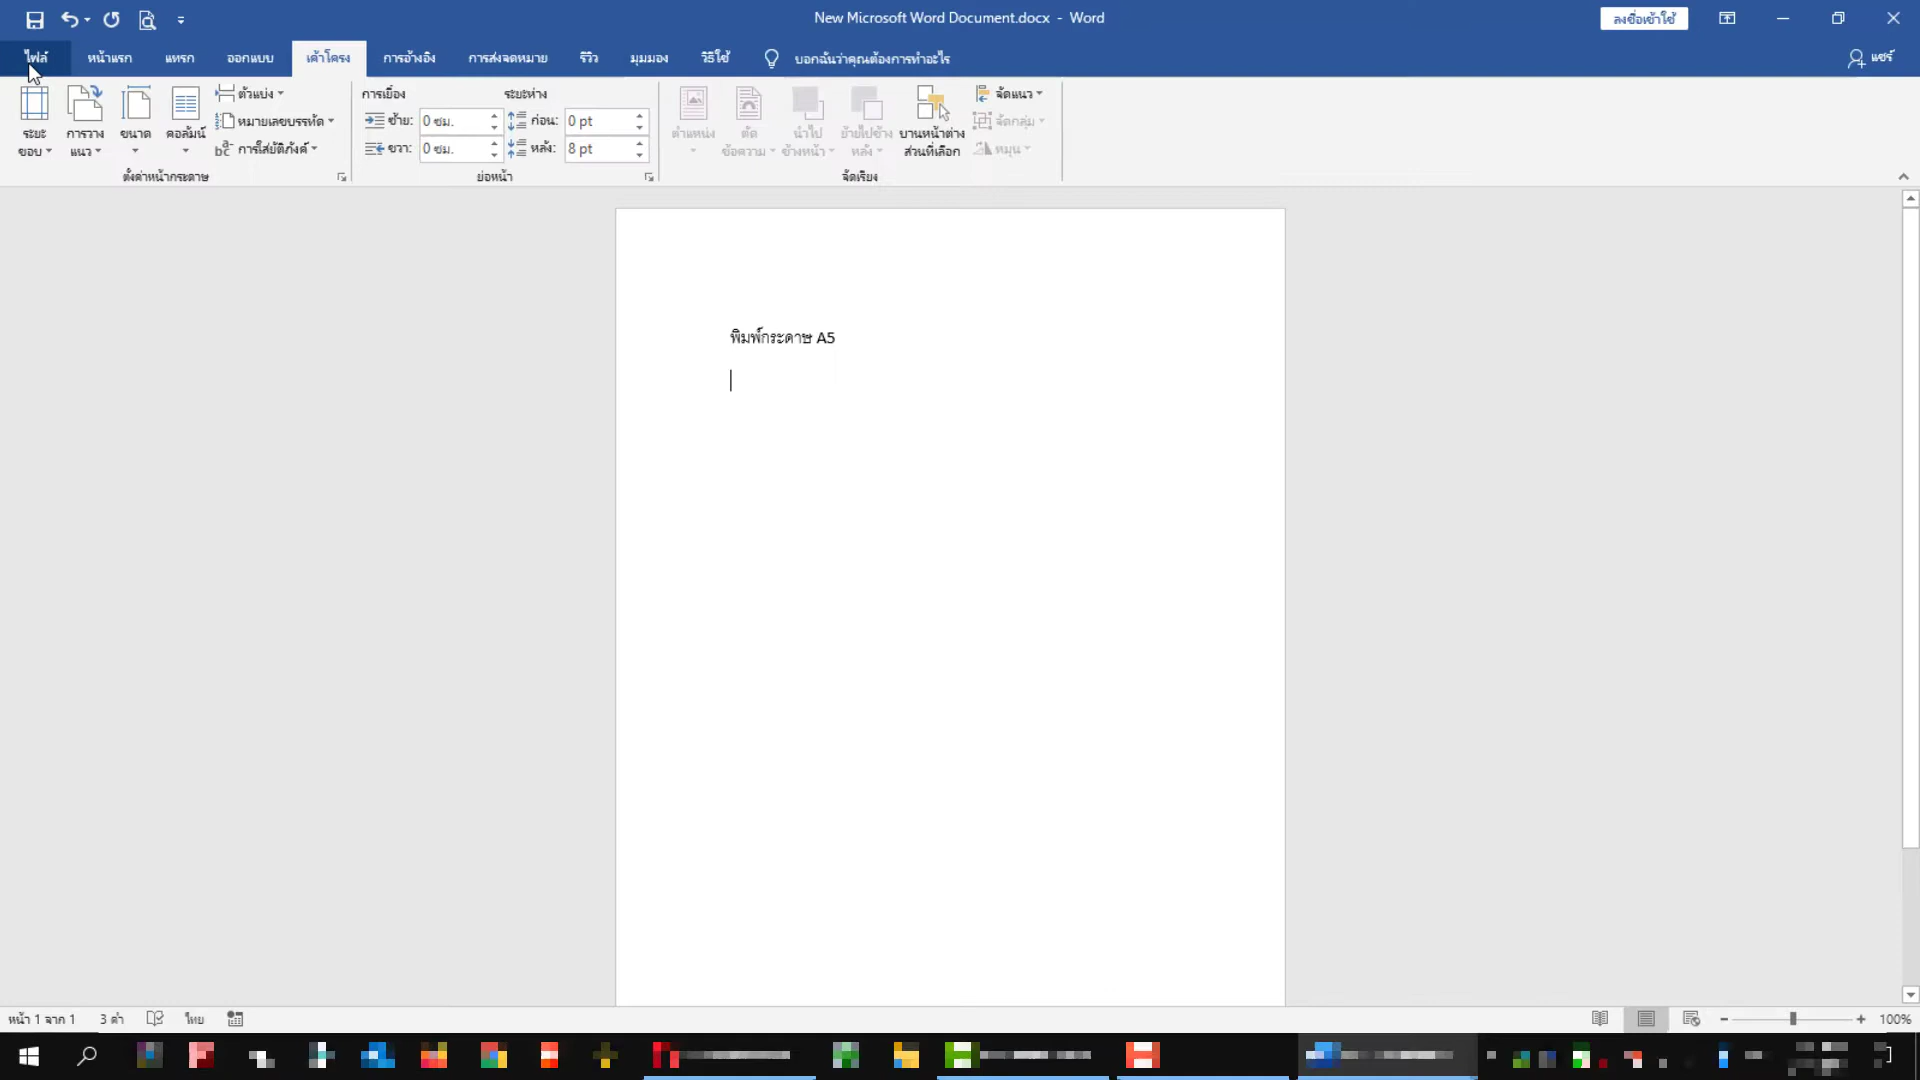 New Microsoft Word Document.docx - Word
ลงชื่อเข้าใช้
ไฟล์ หน้าแรก แทรก ออกแบบ เค้าโครง การอ้างอิง การส่งจดหมาย รีวิว มุมมอง วิธีใช้ บอกฉันว่าคุณต้องการทำอะไร แชร์
ระยะขอบ
การวางแนว
ขนาด
คอลัมน์
ตัวแบ่ง
หมายเลขบรรทัด
การใส่ยัติภังค์
ตั้งค่าหน้ากระดาษ
การเยื้อง
ซ้าย: 0 ซม.
ขวา: 0 ซม.
ระยะห่าง
ก่อน: 0 pt
หลัง: 8 pt
ย่อหน้า
ตำแหน่ง
ตัดข้อความ
นำไปข้างหน้า
ย้ายไปข้างหลัง
บานหน้าต่าง
ส่วนที่เลือก
จัดแนว
จัดกลุ่ม
หมุน
จัดเรียง
พิมพ์กระดาษ A5
หน้า 1 จาก 1 3 คำ ไทย 100%